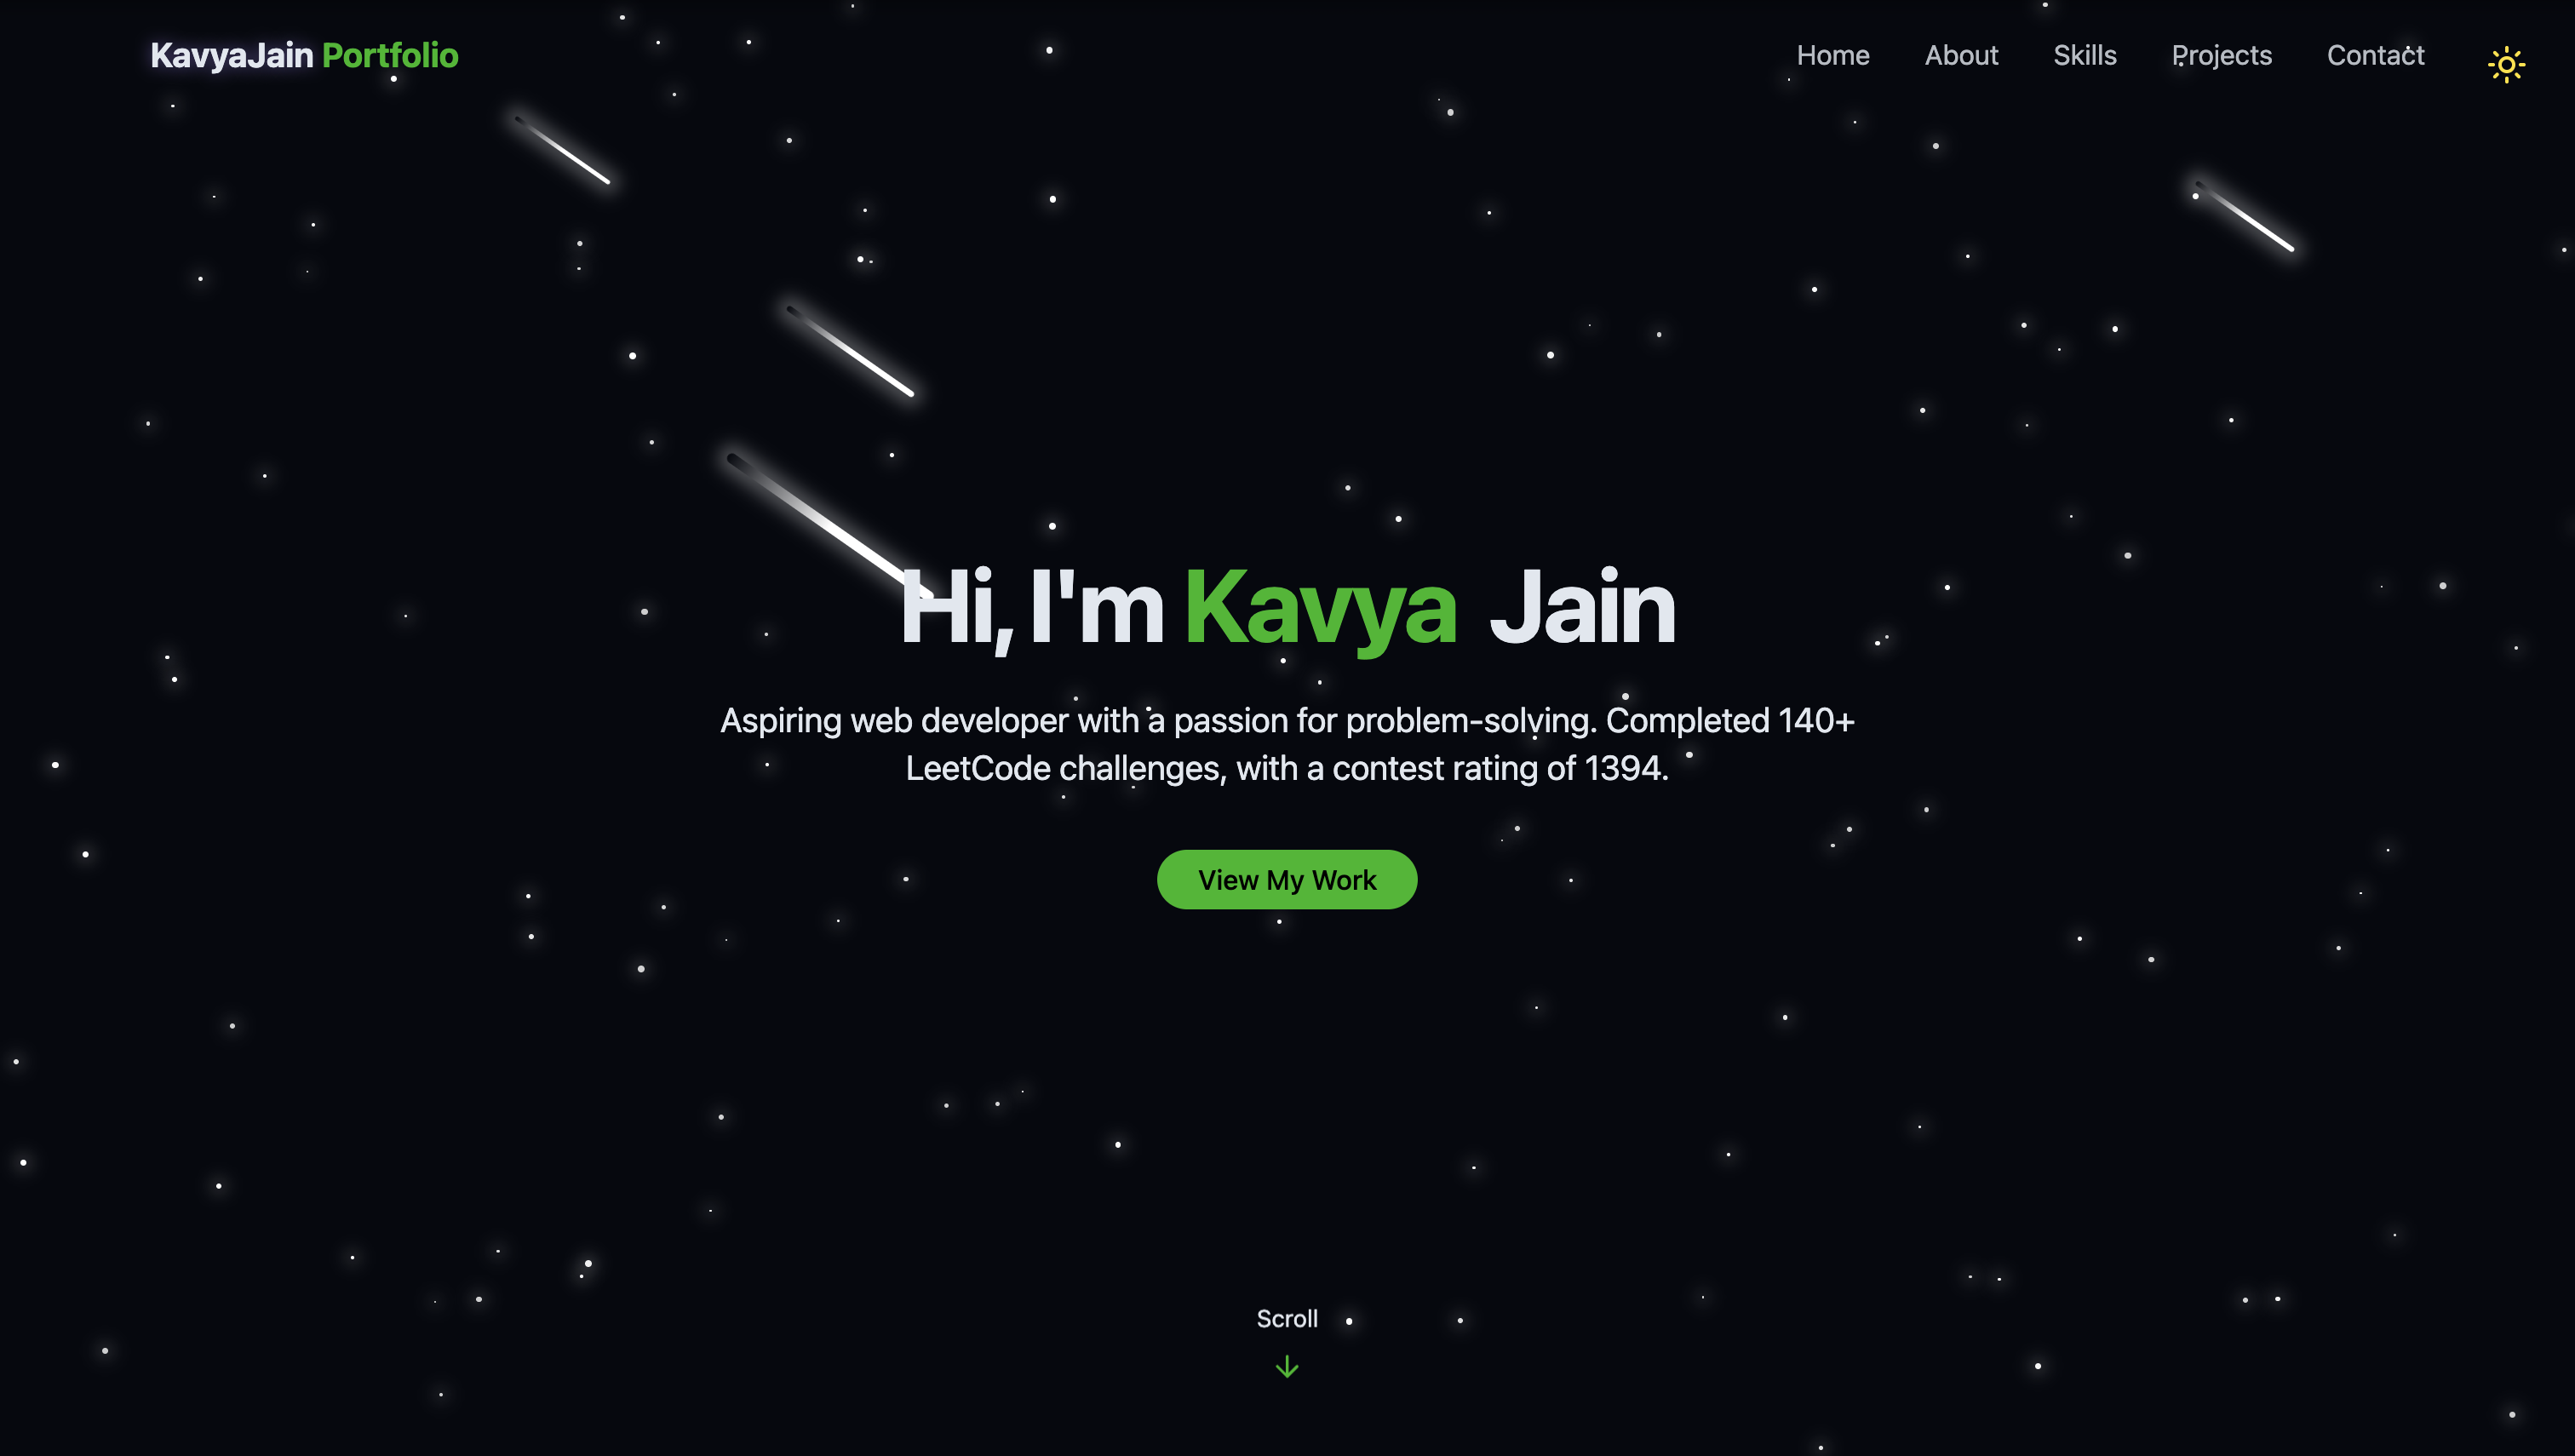 KavyaJain Portfolio
Home About Skills Projects Contact
Hi, I'm Kavya Jain
Aspiring web developer with a passion for problem-solving. Completed 140+
LeetCode challenges, with a contest rating of 1394.
View My Work
Scroll